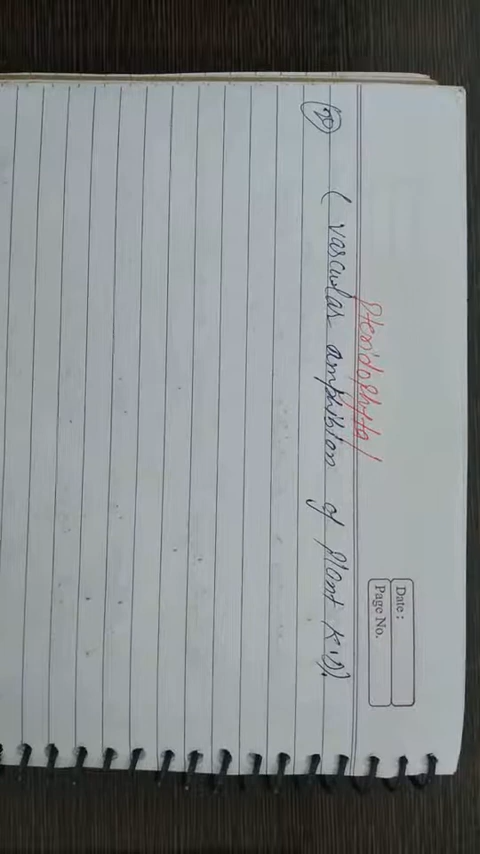 Date :
Page No.
Pteridophyta
( vascular amphibian of plant K.D).